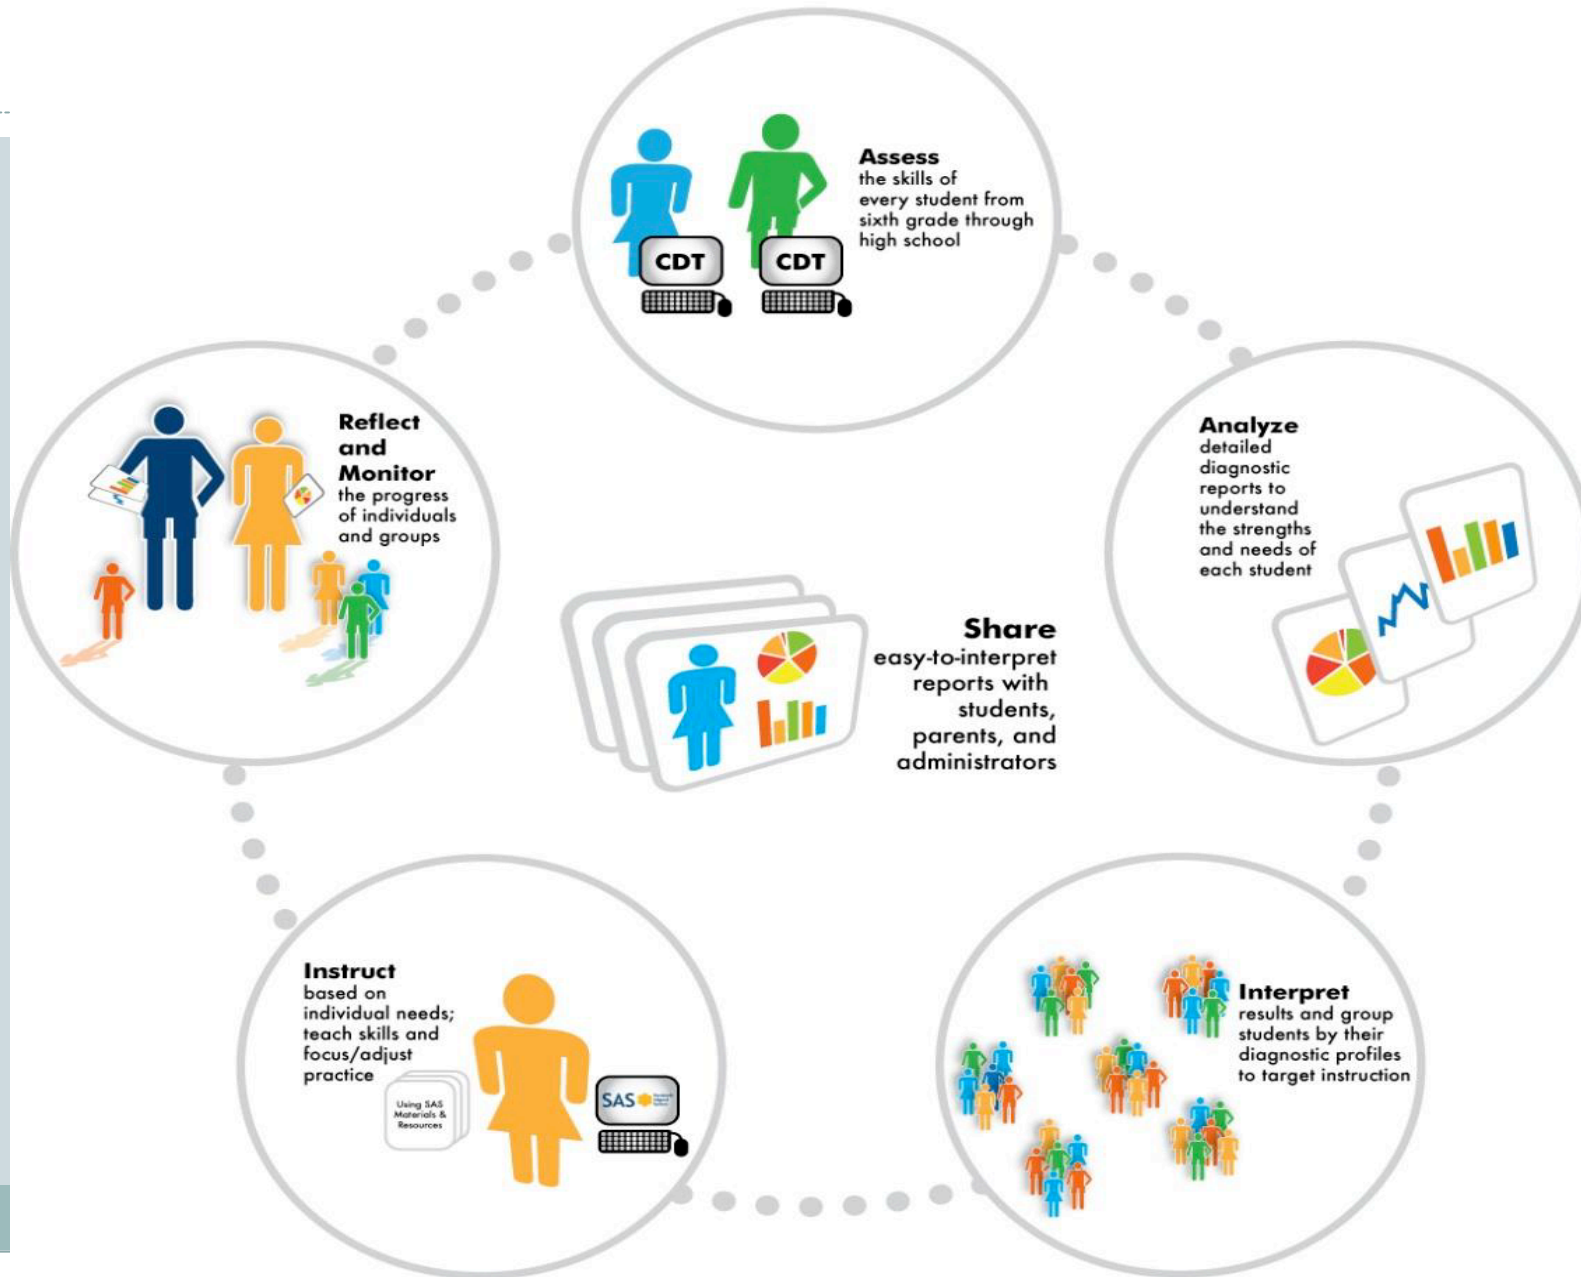 Assess
the skills of
every student from
sixth grade through
high school
CDT
CDT
Reflect
and
Monitor
the progress
of individuals
and groups
Analyze
detailed
diagnostic
reports to
understand
the strengths
and needs of
each student
Share
easy-to-interpret
reports with
students,
parents, and
administrators
Instruct
based on
individual needs;
teach skills and
focus/adjust
practice
Using SAS
Materials &
Resources
SAS
Interpret
results and group
students by their
diagnostic profiles
to target instruction